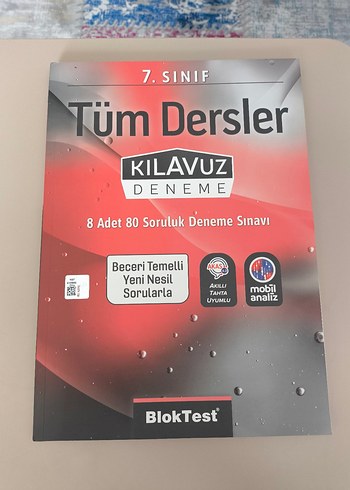 7. SINIF
Tüm Dersler
KILAVUZ
DENEME
8 Adet 80 Soruluk Deneme Sınavı
Beceri Temelli
Yeni Nesil
Sorularla
AKILLI
TAHTA
UYUMLU
mobil
analiz
BlokTest®